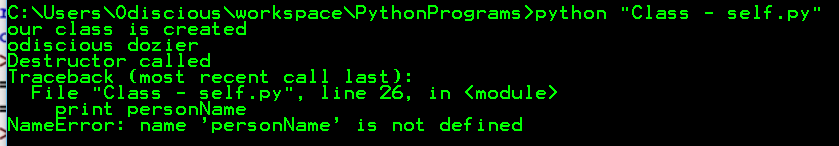 C:\Users\Odiscious\workspace\PythonPrograms>python "Class - self.py"
our class is created
odiscious dozier
Destructor called
Traceback (most recent call last):
  File "Class - self.py", line 26, in <module>
    print personName
NameError: name 'personName' is not defined